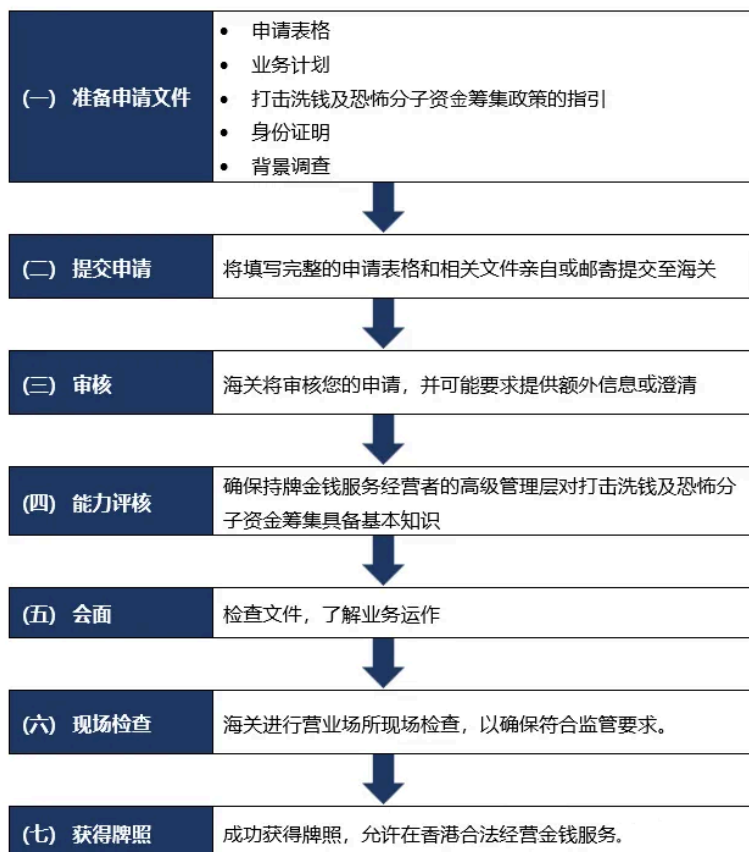 (一) 准备申请文件
• 申请表格
• 业务计划
• 打击洗钱及恐怖分子资金筹集政策的指引
• 身份证明
• 背景调查
(二) 提交申请
将填写完整的申请表格和相关文件亲自或邮寄提交至海关
(三) 审核
海关将审核您的申请，并可能要求提供额外信息或澄清
(四) 能力评核
确保持牌金钱服务经营者的高级管理层对打击洗钱及恐怖分
子资金筹集具备基本知识
(五) 会面
检查文件，了解业务运作
(六) 现场检查
海关进行营业场所现场检查，以确保符合监管要求。
(七) 获得牌照
成功获得牌照，允许在香港合法经营金钱服务。